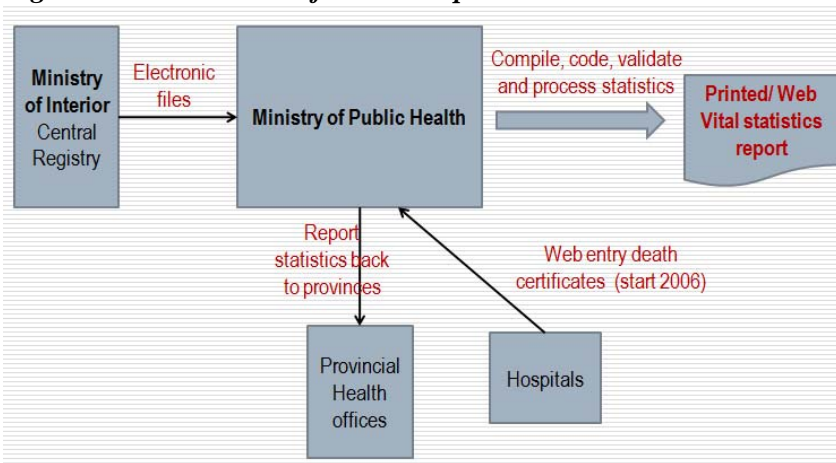 Ministry
of Interior
Central
Registry
Electronic
files
Ministry of Public Health
Compile, code, validate
and process statistics
Printed/ Web
Vital statistics
report
Report
statistics back
to provinces
Web entry death
certificates (start 2006)
Provincial
Health
offices
Hospitals